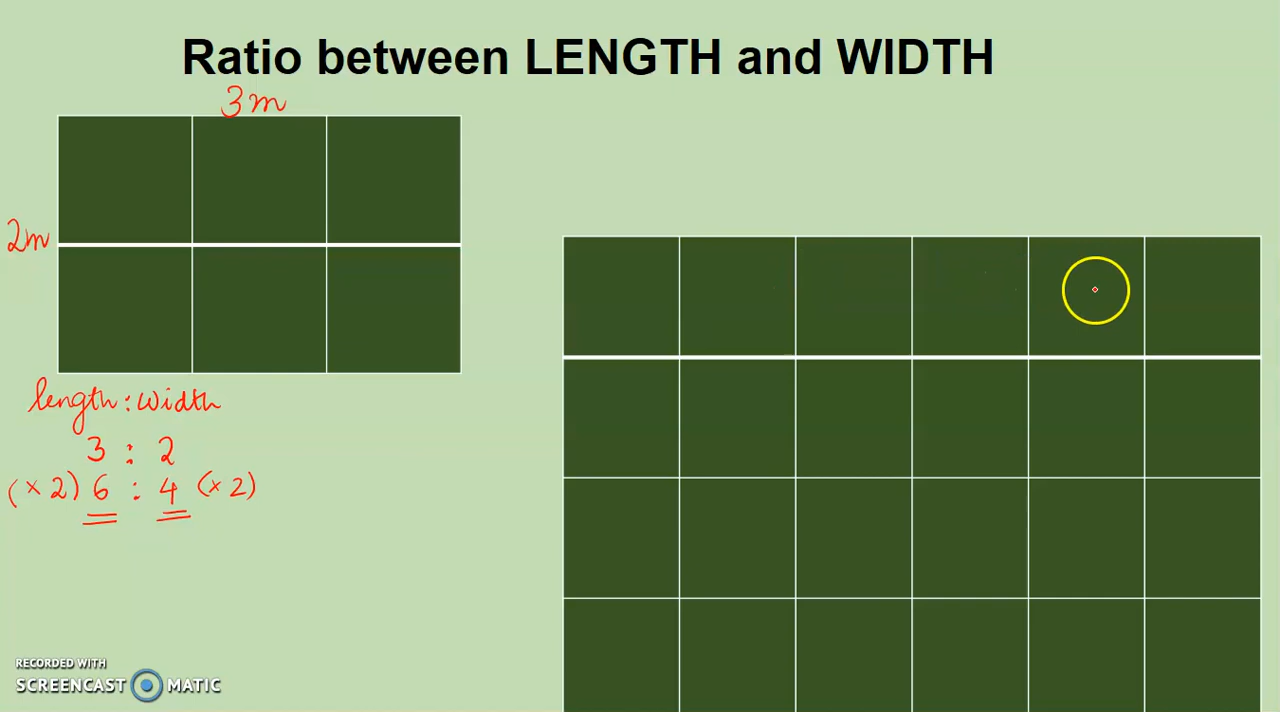 Ratio between LENGTH and WIDTH
3m
2m
length : width
3 : 2
(×2) 6 : 4 (×2)
RECORDED WITH
SCREENCAST MATIC